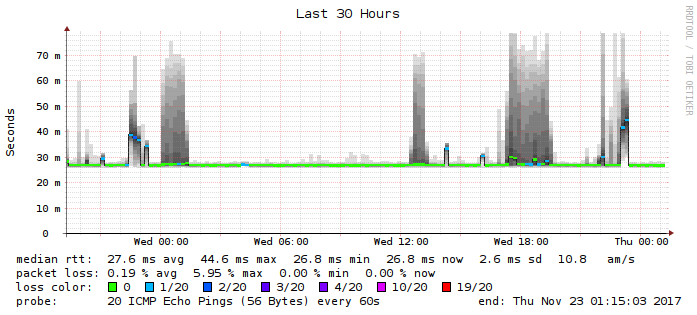 Last 30 Hours
RRDTOOL / TOBI OETIKER
Seconds
70 m
60 m
50 m
40 m
30 m
20 m
10 m
0
Wed 00:00 Wed 06:00 Wed 12:00 Wed 18:00 Thu 00:00
median rtt: 27.6 ms avg 44.6 ms max 26.8 ms min 26.8 ms now 2.6 ms sd 10.8 am/s
packet loss: 0.19 % avg 5.95 % max 0.00 % min 0.00 % now
loss color: 0 1/20 2/20 3/20 4/20 10/20 19/20
probe: 20 ICMP Echo Pings (56 Bytes) every 60s end: Thu Nov 23 01:15:03 2017